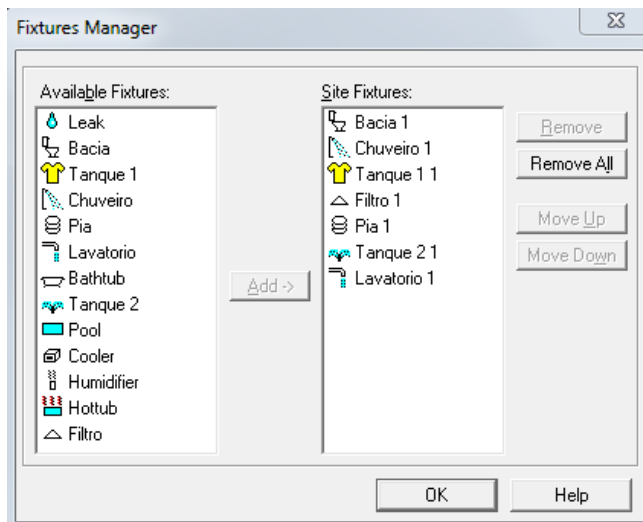 Fixtures Manager
Available Fixtures:
Leak
Bacia
Tanque 1
Chuveiro
Pia
Lavatorio
Bathtub
Tanque 2
Pool
Cooler
Humidifier
Hottub
Filtro
Add ->
Site Fixtures:
Bacia 1
Chuveiro 1
Tanque 1 1
Filtro 1
Pia 1
Tanque 2 1
Lavatorio 1
Remove
Remove All
Move Up
Move Down
OK
Help